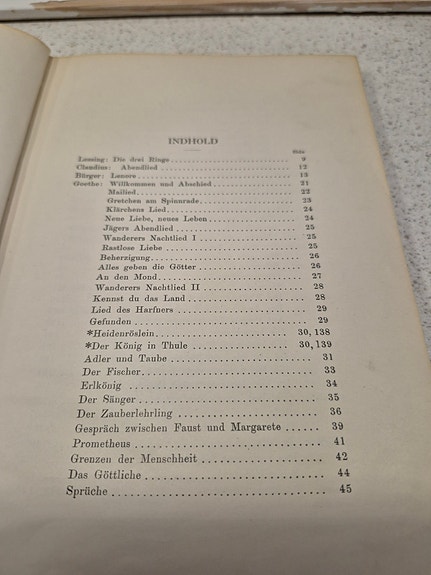 INDHOLD
Side
Lessing: Die drei Ringe 9
Claudius: Abendlied 12
Bürger: Lenore 13
Goethe: Willkommen und Abschied 21
Mailied 22
Gretchen am Spinnrade 23
Klärchens Lied 24
Neue Liebe, neues Leben 24
Jägers Abendlied 25
Wanderers Nachtlied I 25
Rastlose Liebe 25
Beherzigung 26
Alles geben die Götter 26
An den Mond 27
Wanderers Nachtlied II 28
Kennst du das Land 28
Lied des Harfners 29
Gefunden 29
*Heidenröslein 30, 138
*Der König in Thule 30, 139
Adler und Taube 31
Der Fischer 33
Erlkönig 34
Der Sänger 35
Der Zauberlehrling 36
Gespräch zwischen Faust und Margarete 39
Prometheus 41
Grenzen der Menschheit 42
Das Göttliche 44
Sprüche 45